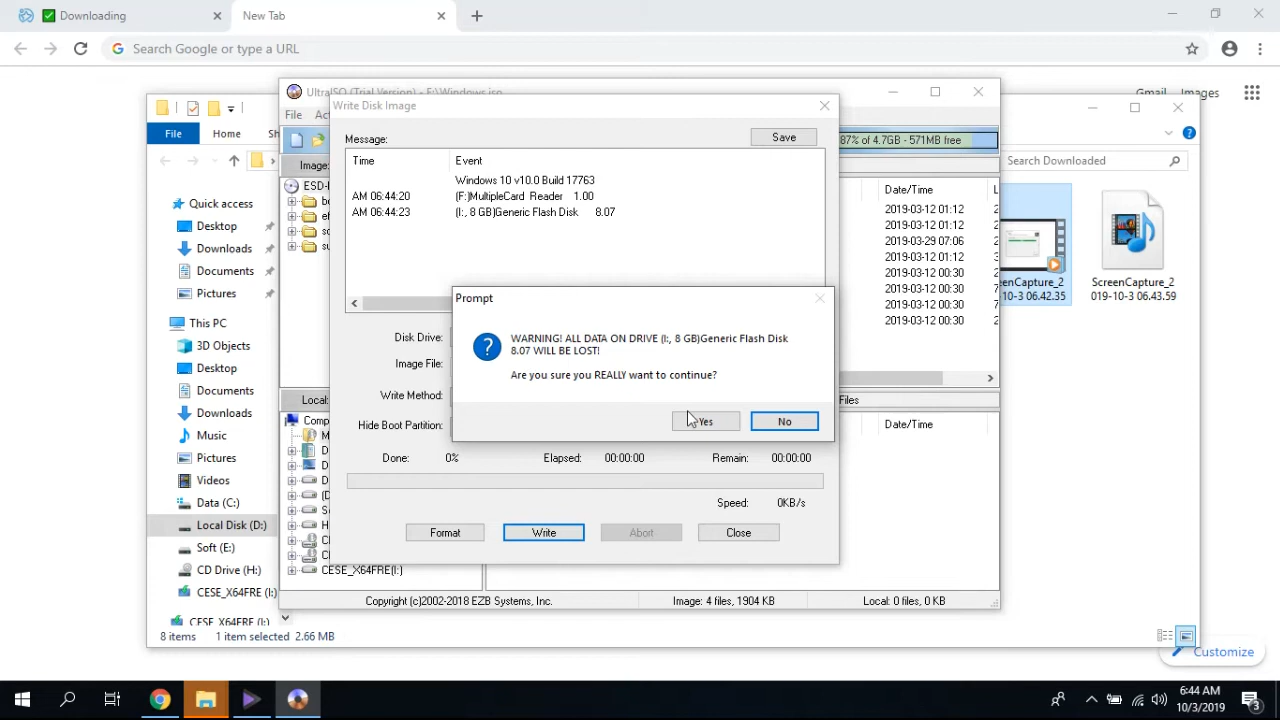 Downloading
New Tab
Search Google or type a URL
Gmail
Images
UltraISO (Trial Version) - F:\Windows.iso
File
Write Disk Image
File
Home
Message:
Save
87% of 4.7GB - 571MB free
Search Downloaded
Time
Event
Image:
Windows 10 v10.0 Build 17763
AM 06:44:20
(F:)MultipleCard Reader 1.00
AM 06:44:23
(I:, 8 GB)Generic Flash Disk 8.07
Date/Time
2019-03-12 01:12
2019-03-12 01:12
2019-03-29 07:06
2019-03-12 01:12
2019-03-12 00:30
2019-03-12 00:30
2019-03-12 00:30
2019-03-12 00:30
Quick access
Desktop
Downloads
Documents
Pictures
This PC
3D Objects
Desktop
Documents
Downloads
Music
Pictures
Videos
Data (C:)
Local Disk (D:)
Soft (E:)
CD Drive (H:)
CESE_X64FRE (I:)
CESE_X64FRE (I:)
8 items
1 item selected 2.66 MB
06.42.35
ScreenCapture_2
019-10-3 06.43.59
Prompt
WARNING! ALL DATA ON DRIVE (I:, 8 GB)Generic Flash Disk
8.07 WILL BE LOST!
Are you sure you REALLY want to continue?
Yes
No
Disk Drive:
Image File:
Write Method:
Hide Boot Partition:
Done:
0%
Elapsed:
00:00:00
Remain:
00:00:00
Speed:
0KB/s
Format
Write
Abort
Close
Local:
Files
Date/Time
CESE_X64FRE(I:)
Copyright (c)2002-2018 EZB Systems, Inc.
Image: 4 files, 1904 KB
Local: 0 files, 0 KB
Customize
6:44 AM
10/3/2019
3